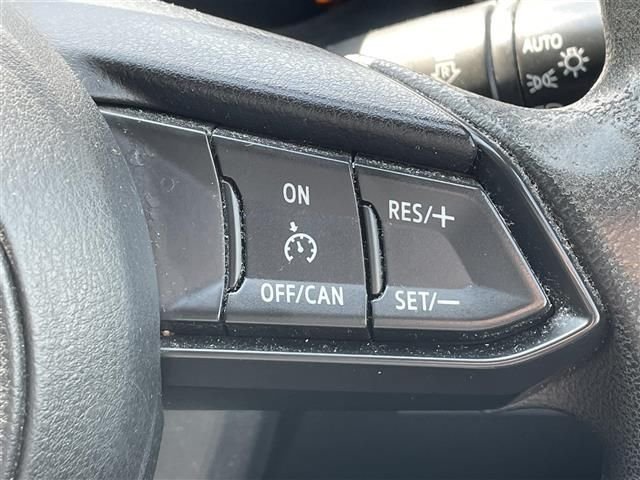 AUTO
ON
RES/+
OFF/CAN
SET/-